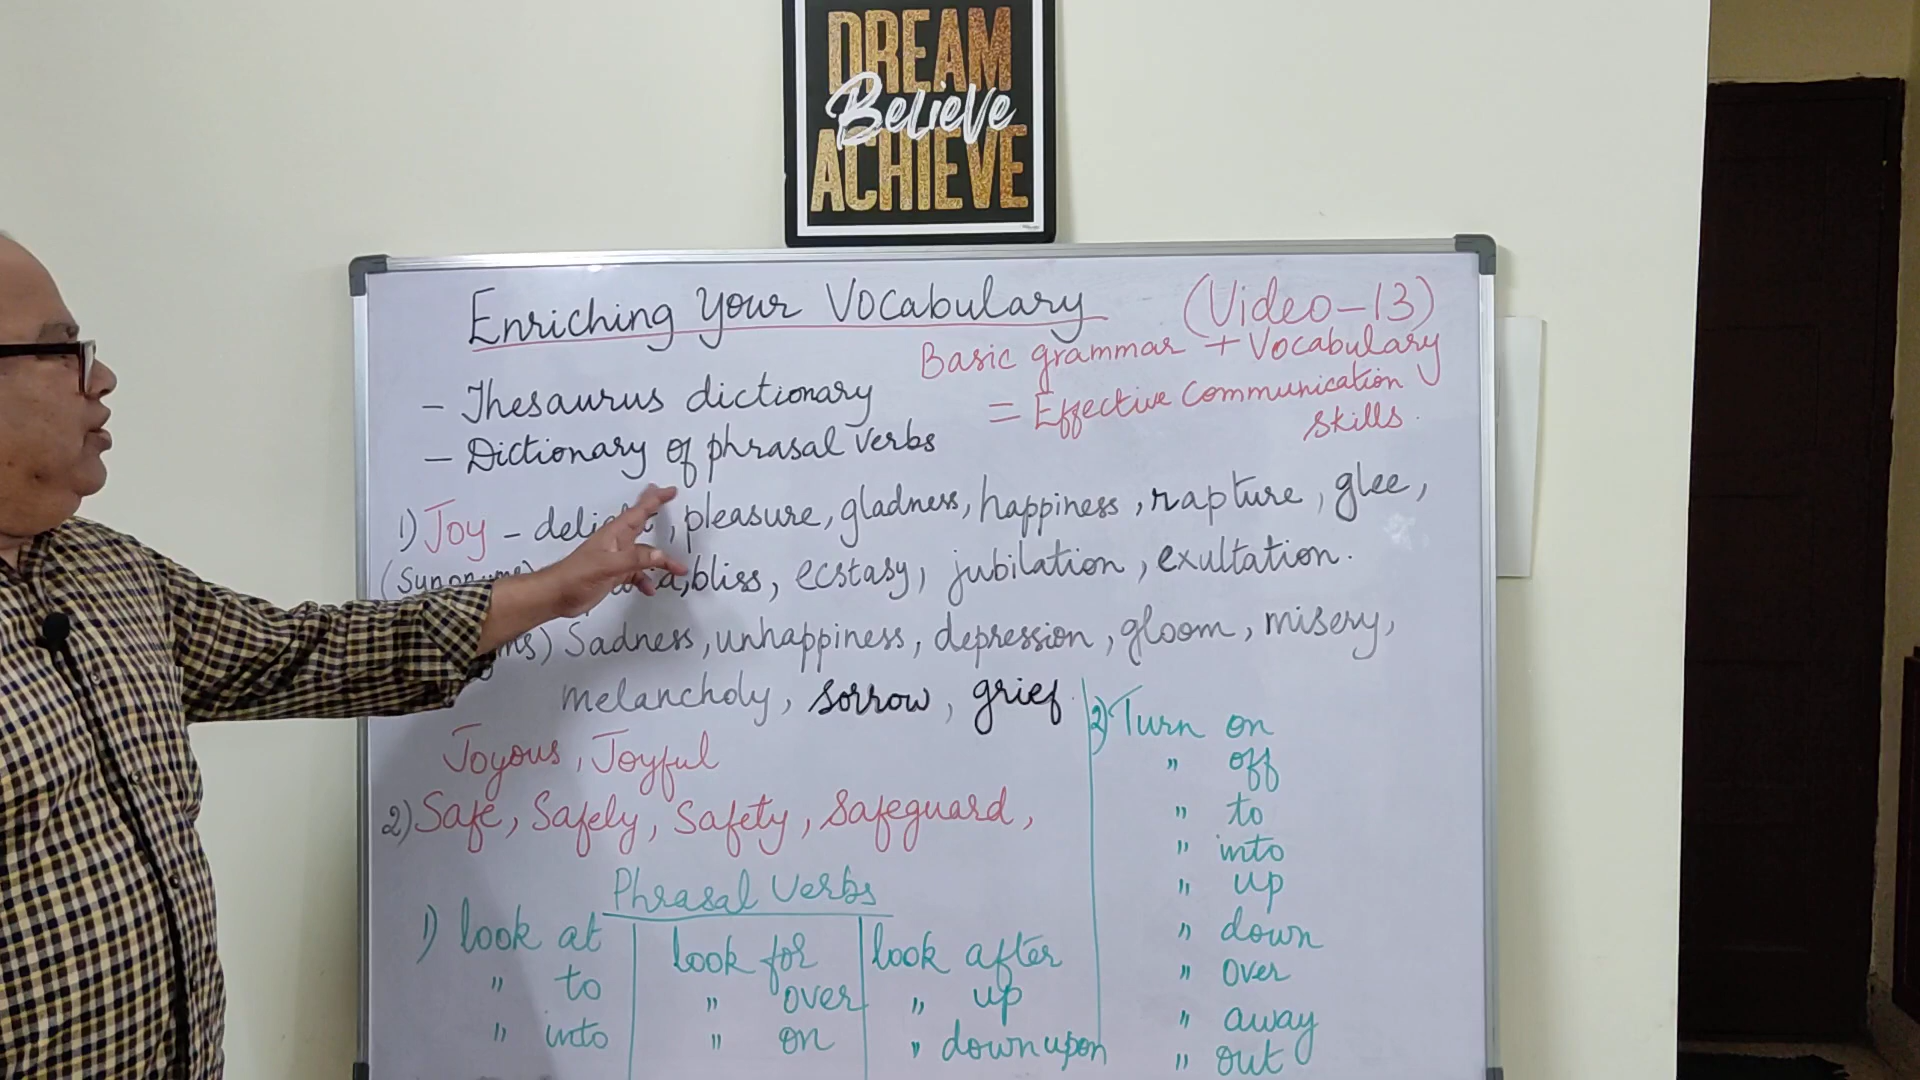 DREAM
Believe
ACHIEVE
Enriching Your Vocabulary
(Video-13)
Basic grammar + Vocabulary
= Effective Communication
skills.
- Thesaurus dictionary
- Dictionary of phrasal verbs
1) Joy - , pleasure, gladness, happiness, rapture, glee,
bliss, ecstasy, jubilation, exultation.
Sadness, unhappiness, depression, gloom, misery,
melancholy, sorrow, grief.
Joyous, Joyful
2) Safe, Safely, Safety, Safeguard,
Phrasal Verbs
1) look at
" to
" into
look for
" over
" on
look after
" up
" down upon
2) Turn on
" off
" to
" into
" up
" down
" over
" away
" out